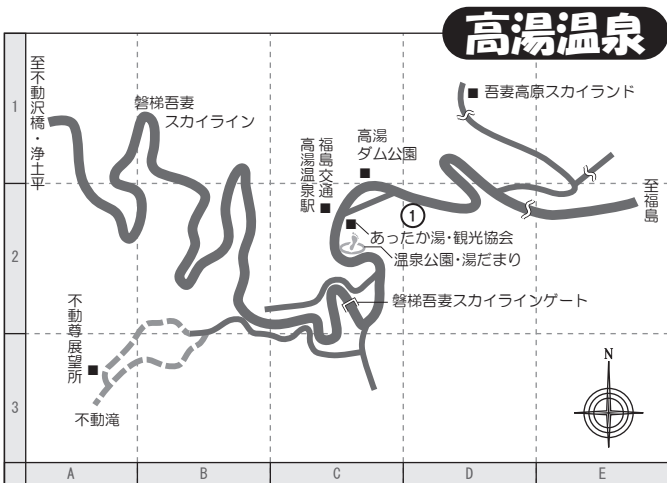 高湯温泉
1
2
3
A
B
C
D
E
至不動沢橋・浄土平
磐梯吾妻
スカイライン
福島交通
高湯温泉駅
高湯
ダム公園
吾妻高原スカイランド
至福島
1
あったか湯・観光協会
温泉公園・湯だまり
磐梯吾妻スカイラインゲート
不動尊展望所
不動滝
N